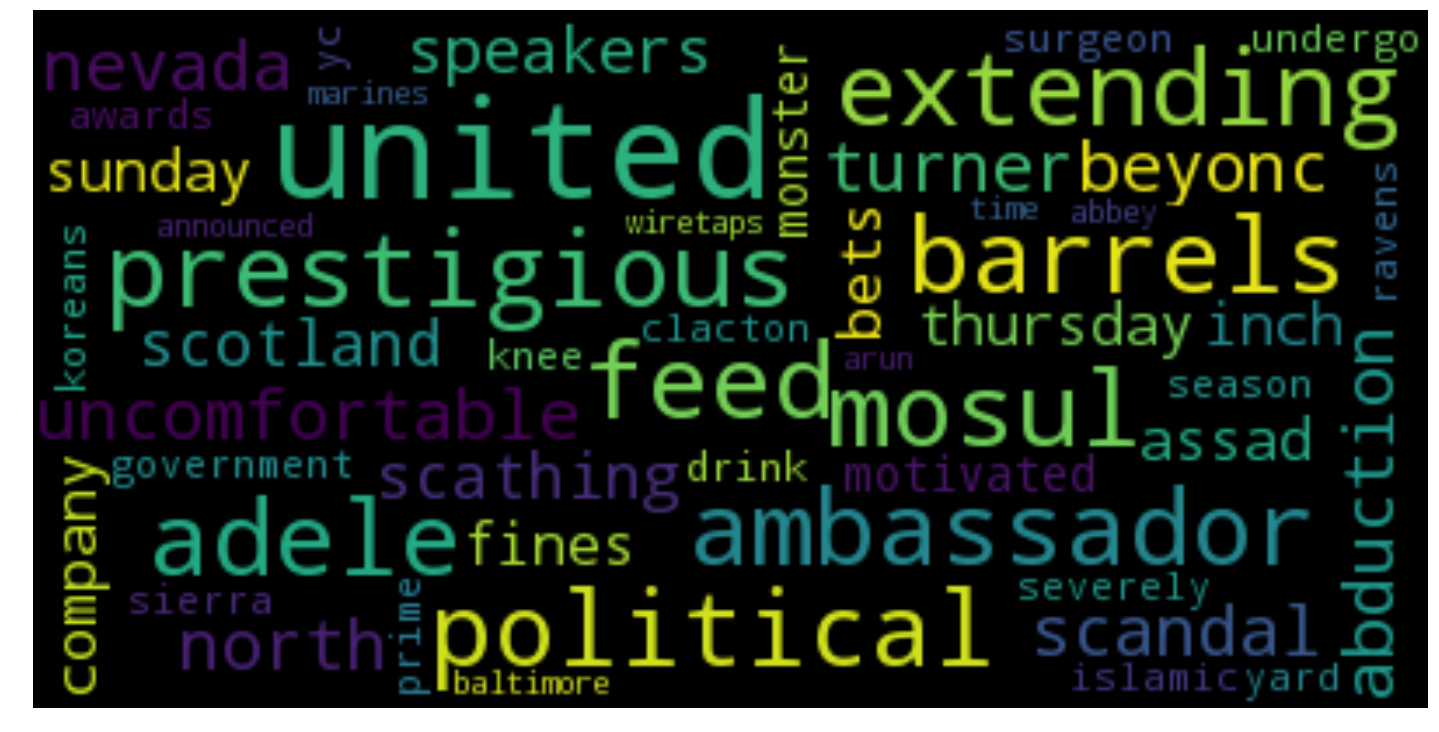 nevada
yc
speakers
surgeon
undergo
marines
awards
united
monster
extending
sunday
turner
beyonc
ravens
announced
wiretaps
time
abbey
koreans
prestigious
bets
barrels
scotland
clacton
thursday
inch
knee
feed
arun
abduction
uncomfortable
mosul
season
assad
company
government
scathing
drink
motivated
adele
fines
ambassador
sierra
prime
political
severely
north
scandal
baltimore
islamic
yard